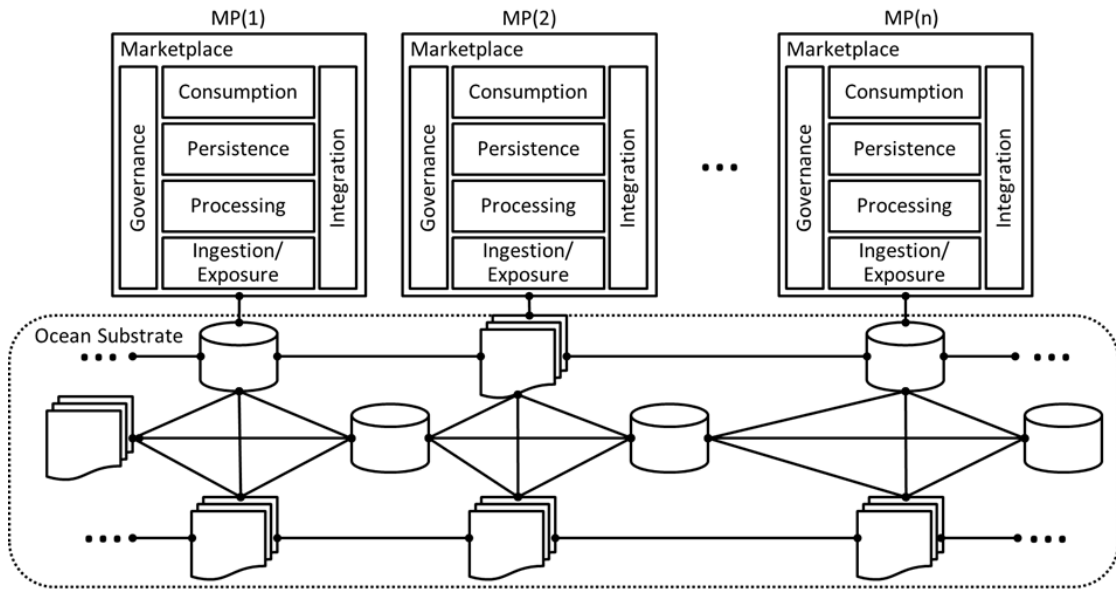 MP(1)
Marketplace
Governance
Consumption
Persistence
Processing
Ingestion/
Exposure
Integration
MP(2)
Marketplace
Governance
Consumption
Persistence
Processing
Ingestion/
Exposure
Integration
...
MP(n)
Marketplace
Governance
Consumption
Persistence
Processing
Ingestion/
Exposure
Integration
Ocean Substrate
...
...
...
...